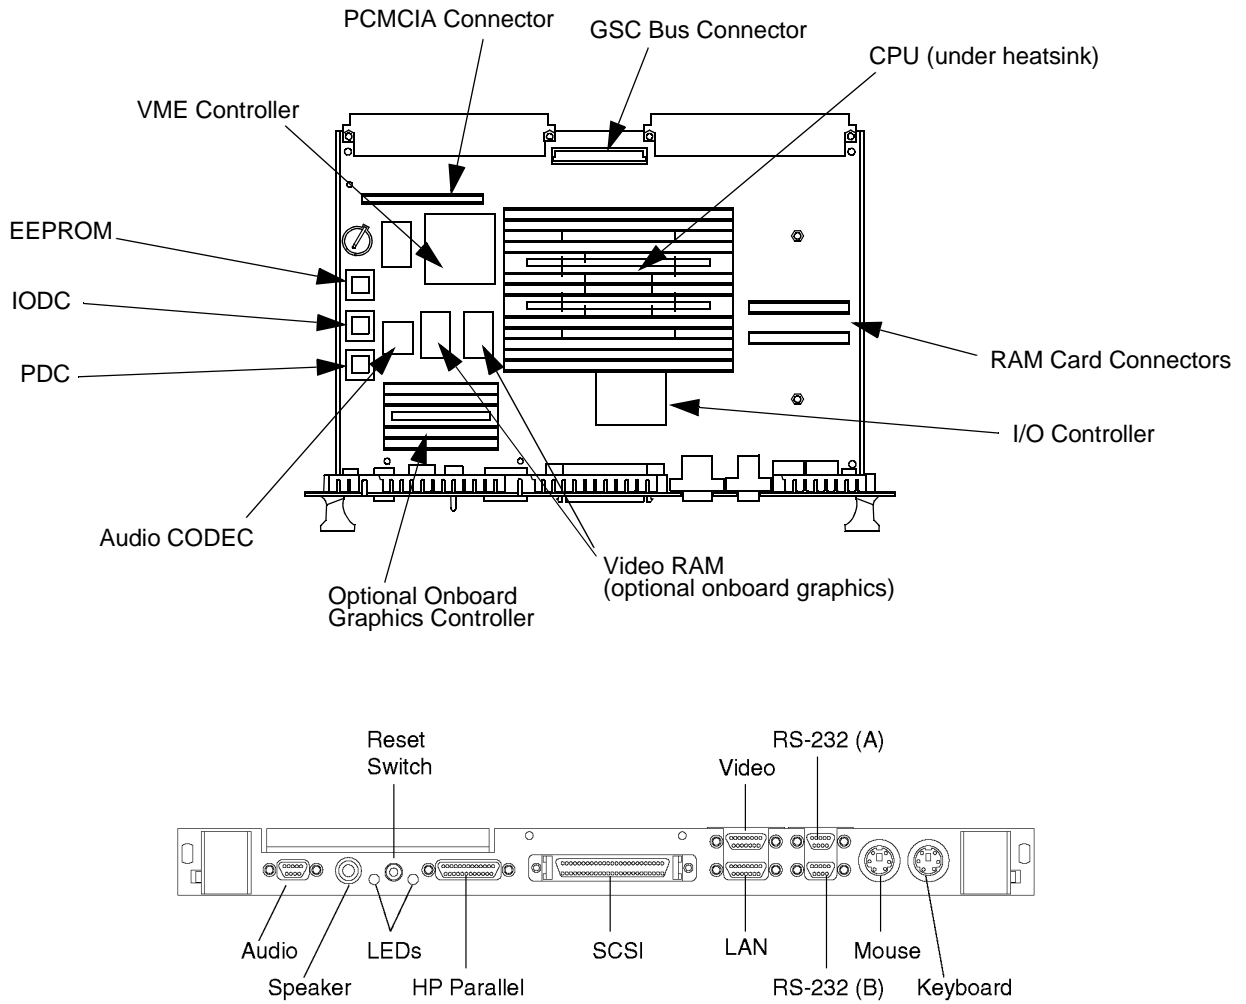 PCMCIA Connector
GSC Bus Connector
CPU (under heatsink)
VME Controller
EEPROM
IODC
PDC
RAM Card Connectors
I/O Controller
Audio CODEC
Video RAM
(optional onboard graphics)
Optional Onboard
Graphics Controller
Reset
Switch
Video
RS-232 (A)
Audio
LEDs
SCSI
LAN
Mouse
Speaker
HP Parallel
RS-232 (B)
Keyboard